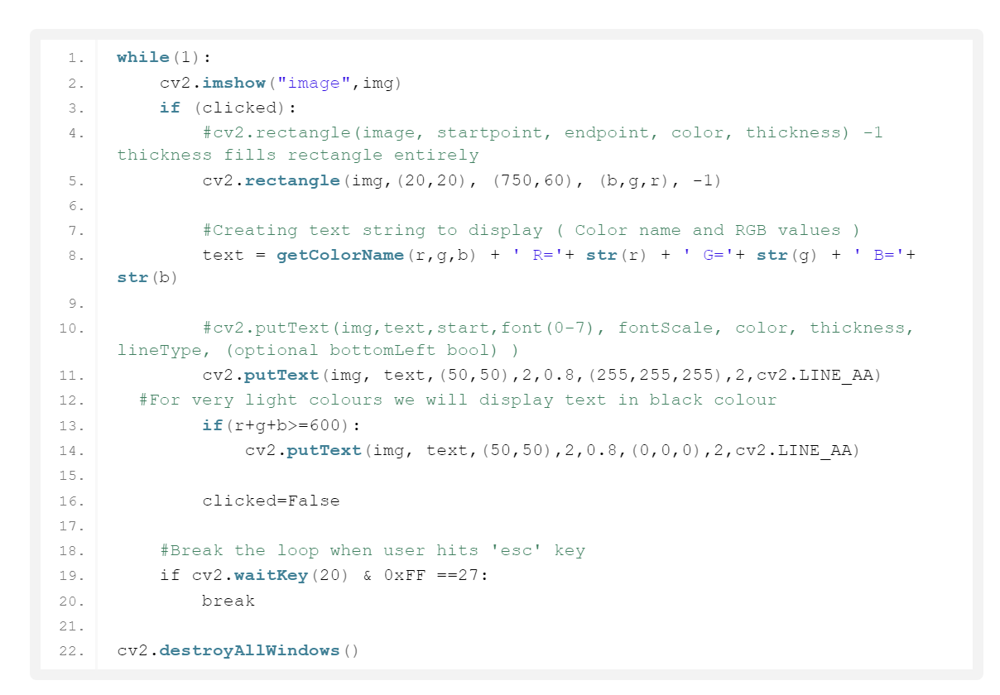 1. while(1):
2. cv2.imshow("image",img)
3. if (clicked):
4. #cv2.rectangle(image, startpoint, endpoint, color, thickness) -1
thickness fills rectangle entirely
5. cv2.rectangle(img,(20,20), (750,60), (b,g,r), -1)
6.
7. #Creating text string to display ( Color name and RGB values )
8. text = getColorName(r,g,b) + ' R='+ str(r) + ' G='+ str(g) + ' B='+
str(b)
9.
10. #cv2.putText(img,text,start,font(0-7), fontScale, color, thickness,
lineType, (optional bottomLeft bool) )
11. cv2.putText(img, text,(50,50),2,0.8,(255,255,255),2,cv2.LINE_AA)
12. #For very light colours we will display text in black colour
13. if(r+g+b>=600):
14. cv2.putText(img, text,(50,50),2,0.8,(0,0,0),2,cv2.LINE_AA)
15.
16. clicked=False
17.
18. #Break the loop when user hits 'esc' key
19. if cv2.waitKey(20) & 0xFF ==27:
20. break
21.
22. cv2.destroyAllWindows()